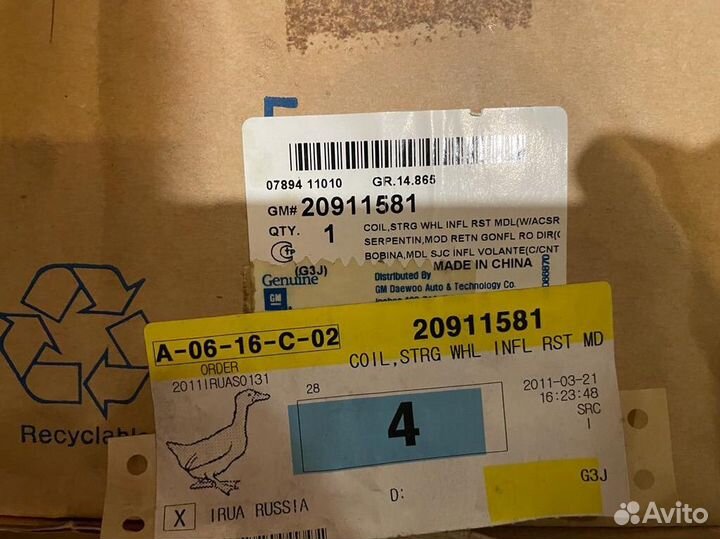 07894 11010 GR.14.865
GM# 20911581
QTY. 1
COIL,STRG WHL INFL RST MDL(W/ACSR
SERPENTIN,MOD RETN GONFL RO DIR(
BOBINA,MDL SJC INFL VOLANTE(C/CNT
(G3J)
MADE IN CHINA
Genuine
GM
Distributed By
GM Daewoo Auto & Technology Co.
A-06-16-C-02
20911581
COIL,STRG WHL INFL RST MD
ORDER
2011IRUAS0131
28
2011-03-21
16:23:48
SRC
I
4
G3J
D:
X IRUA RUSSIA
Recyclable
Avito